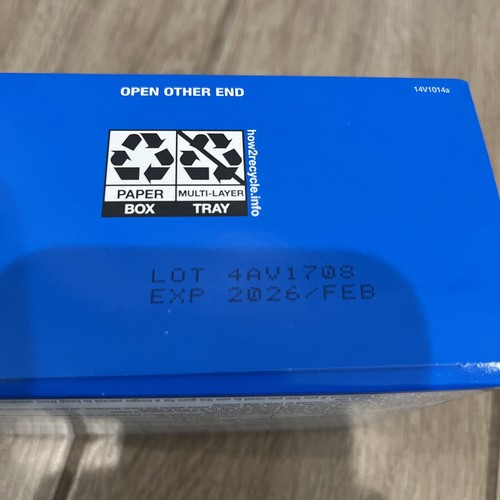 OPEN OTHER END
14V1014a
PAPER
BOX
MULTI-LAYER
TRAY
how2recycle.info
LOT 4AV1708
EXP 2026/FEB